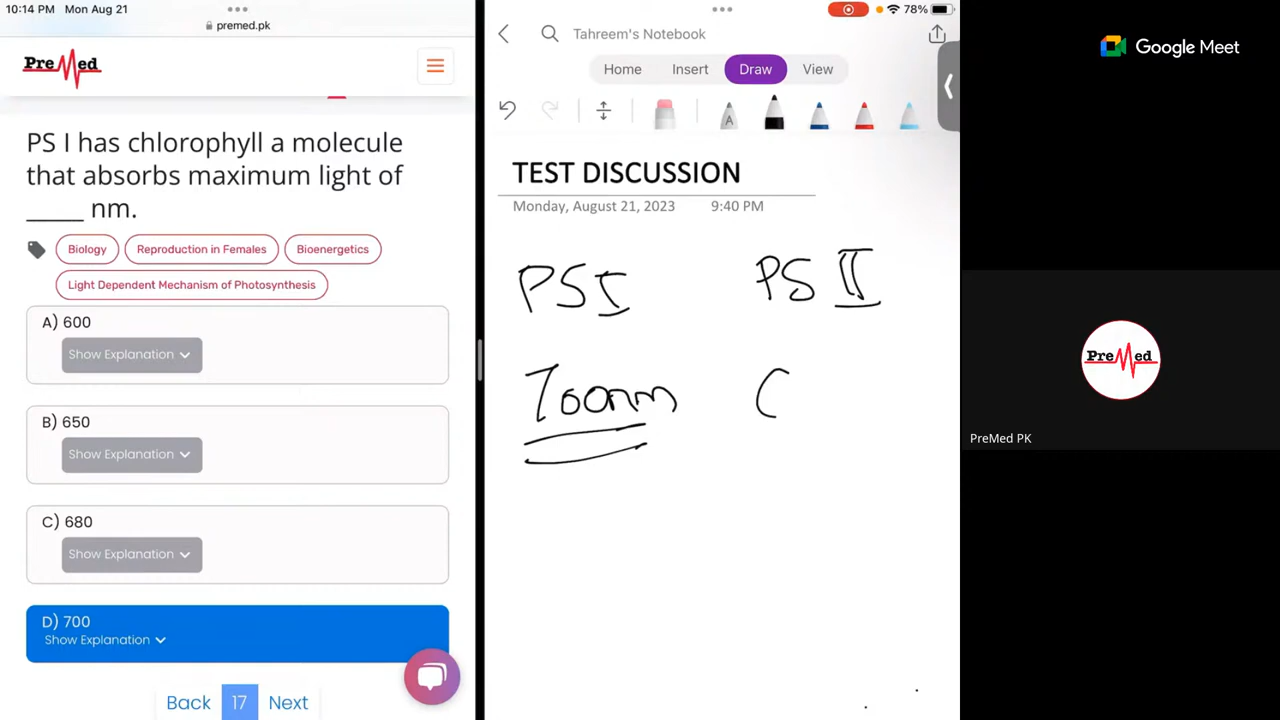 10:14 PM Mon Aug 21
premed.pk
PreMed
PS I has chlorophyll a molecule
that absorbs maximum light of
_____ nm.
Biology
Reproduction in Females
Bioenergetics
Light Dependent Mechanism of Photosynthesis
A) 600
Show Explanation
B) 650
Show Explanation
C) 680
Show Explanation
D) 700
Show Explanation
Back
17
Next
78%
Tahreem's Notebook
Home
Insert
Draw
View
A
TEST DISCUSSION
Monday, August 21, 2023 9:40 PM
PS I PS II
700nm (
Google Meet
PreMed
PreMed PK